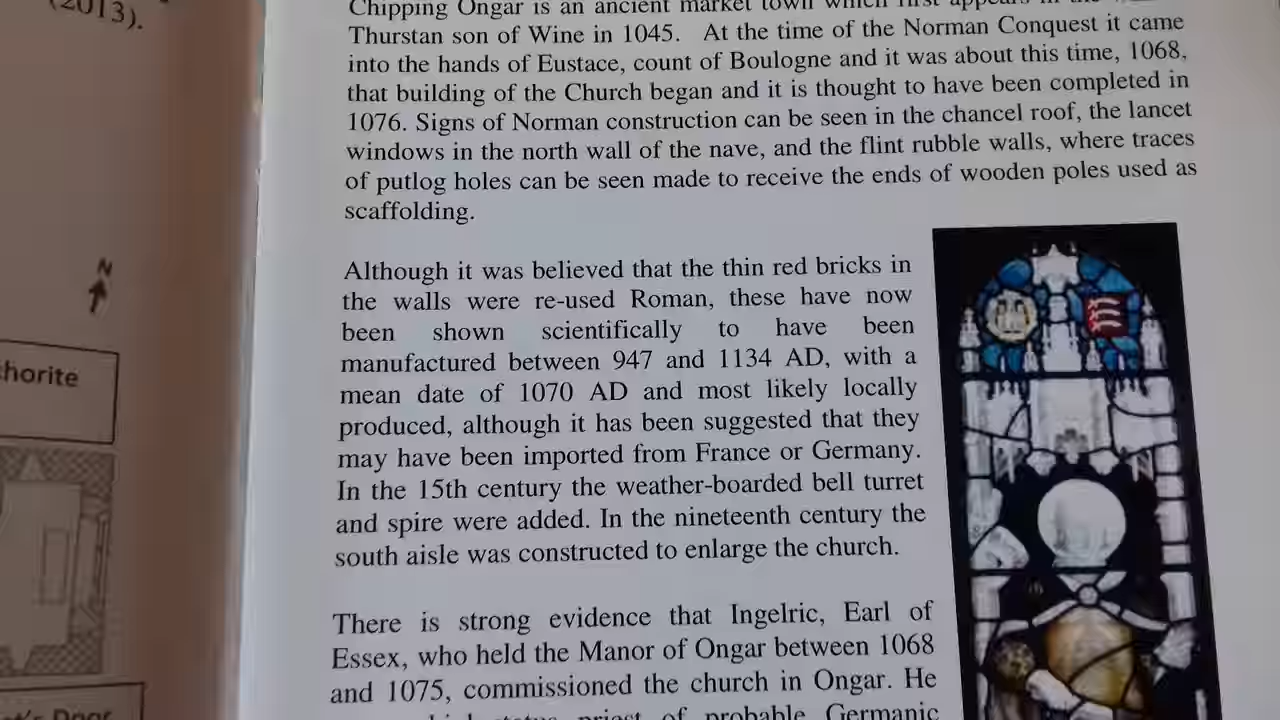 (2013).
N
horite
Chipping Ongar is an ancient market town which first appears in the
Thurstan son of Wine in 1045. At the time of the Norman Conquest it came
into the hands of Eustace, count of Boulogne and it was about this time, 1068,
that building of the Church began and it is thought to have been completed in
1076. Signs of Norman construction can be seen in the chancel roof, the lancet
windows in the north wall of the nave, and the flint rubble walls, where traces
of putlog holes can be seen made to receive the ends of wooden poles used as
scaffolding.
Although it was believed that the thin red bricks in
the walls were re-used Roman, these have now
been shown scientifically to have been
manufactured between 947 and 1134 AD, with a
mean date of 1070 AD and most likely locally
produced, although it has been suggested that they
may have been imported from France or Germany.
In the 15th century the weather-boarded bell turret
and spire were added. In the nineteenth century the
south aisle was constructed to enlarge the church.
There is strong evidence that Ingelric, Earl of
Essex, who held the Manor of Ongar between 1068
and 1075, commissioned the church in Ongar. He
status priest of probable Germanic